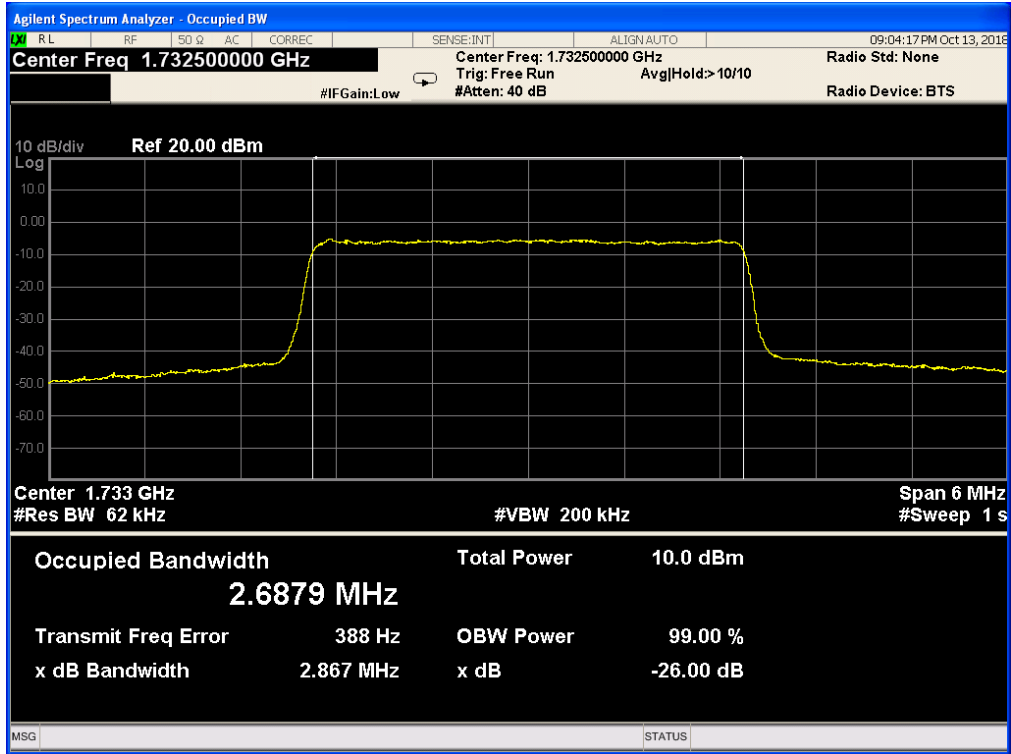 Agilent Spectrum Analyzer - Occupied BW
LXI RL RF 50 Ω AC CORREC SENSE:INT ALIGN AUTO 09:04:17 PM Oct 13, 2018
Center Freq 1.732500000 GHz
Center Freq: 1.732500000 GHz Radio Std: None
Trig: Free Run Avg|Hold:> 10/10
#IFGain:Low #Atten: 40 dB Radio Device: BTS
10 dB/div Ref 20.00 dBm
Log
10.0
0.00
-10.0
-20.0
-30.0
-40.0
-50.0
-60.0
-70.0
Center 1.733 GHz Span 6 MHz
#Res BW 62 kHz #VBW 200 kHz #Sweep 1 s
Occupied Bandwidth Total Power 10.0 dBm
2.6879 MHz
Transmit Freq Error 388 Hz OBW Power 99.00 %
x dB Bandwidth 2.867 MHz x dB -26.00 dB
MSG STATUS